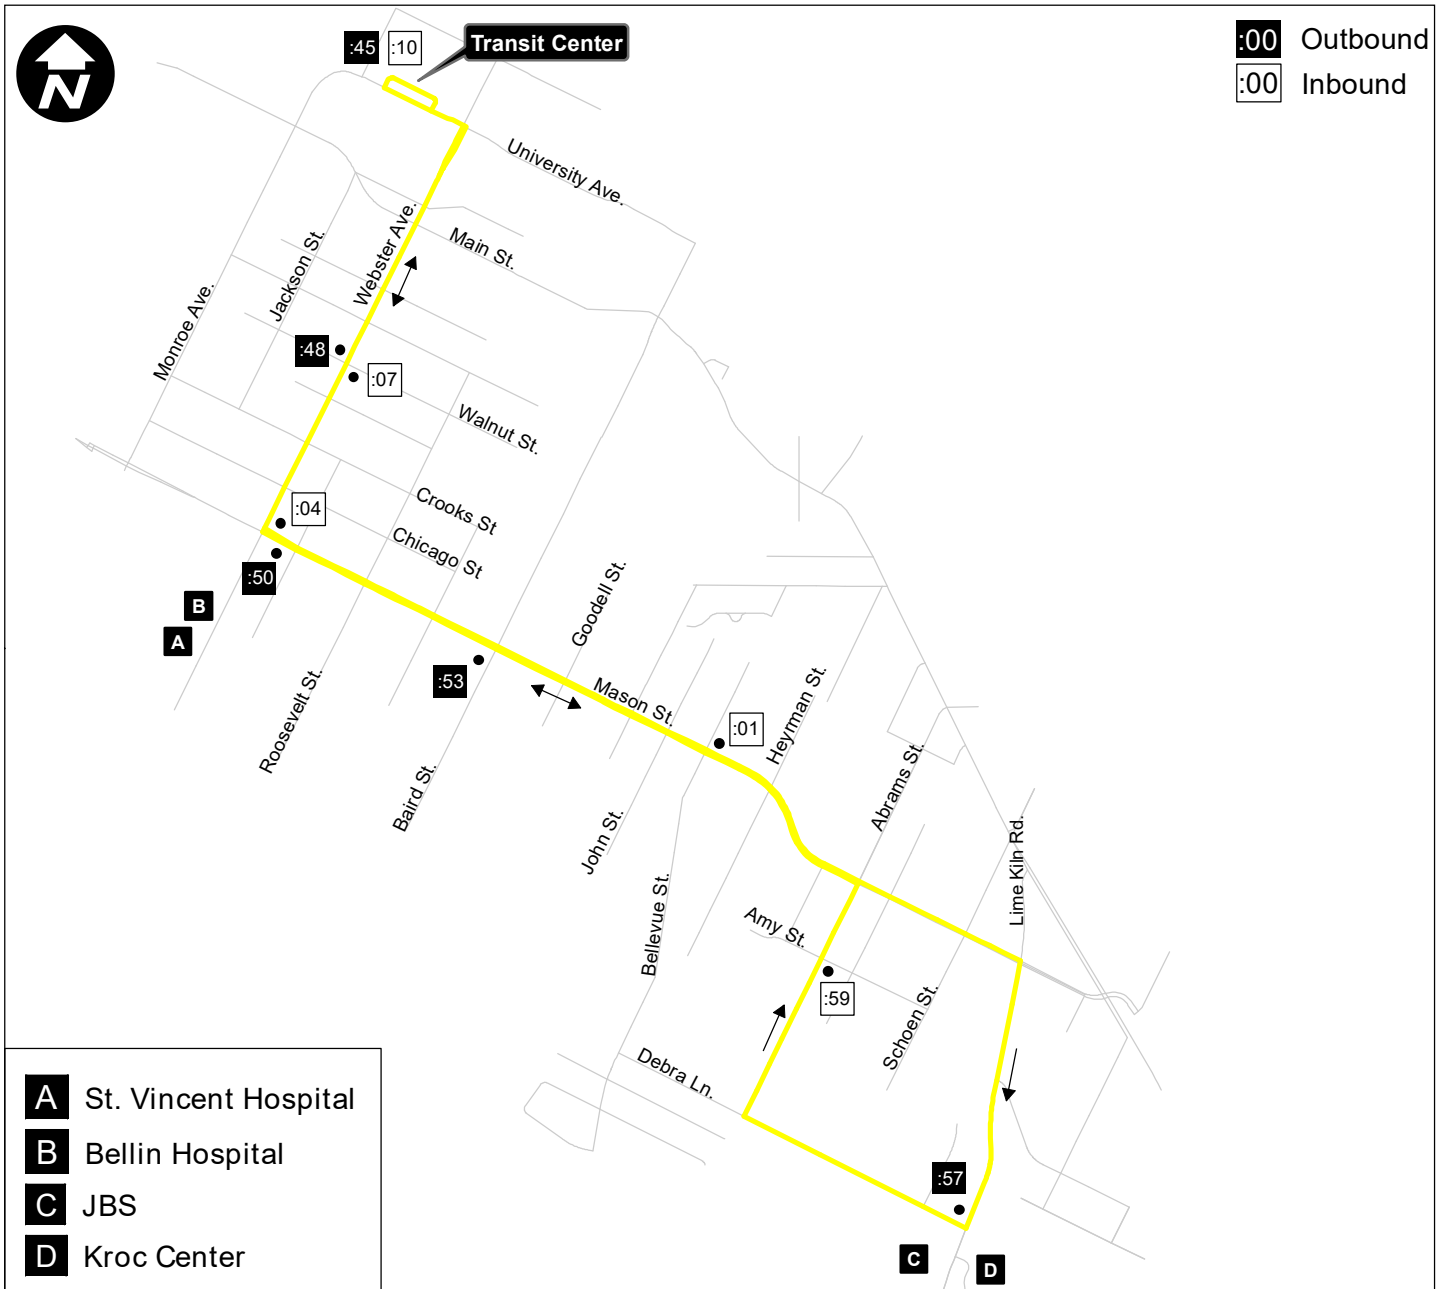 :45
:10
Transit Center
:00 Outbound
:00 Inbound
N
University Ave.
Main St.
Webster Ave.
Jackson St.
Monroe Ave.
:48
:07
Walnut St.
Crooks St
Chicago St
:04
:50
B
A
Goodell St.
:53
Mason St.
Roosevelt St.
Baird St.
:01
Heyrman St.
Abrams St.
John St.
Lime Kiln Rd.
Bellevue St.
Amy St.
:59
Schoen St.
Debra Ln.
:57
C
D
A St. Vincent Hospital
B Bellin Hospital
C JBS
D Kroc Center